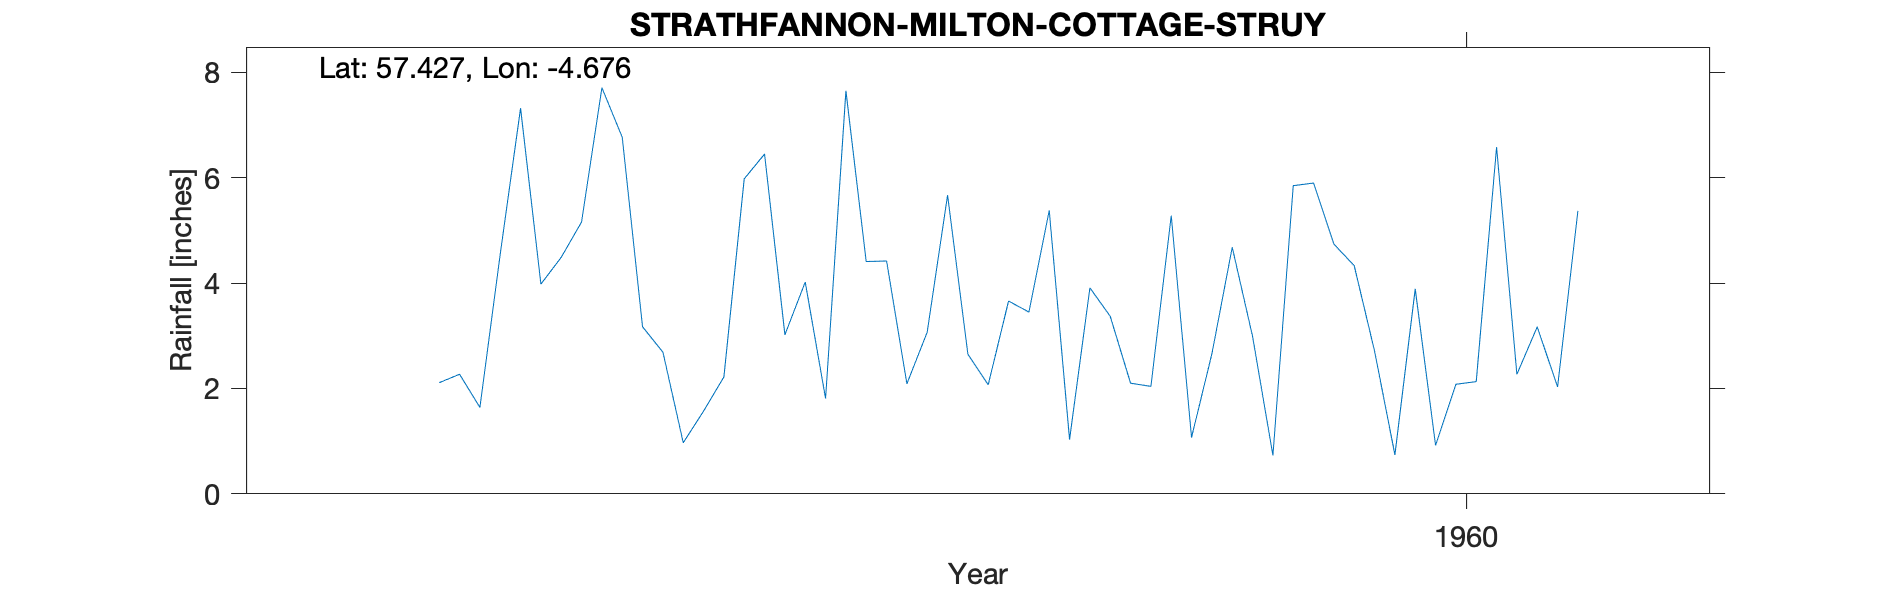 STRATHFANNON-MILTON-COTTAGE-STRUY
Lat: 57.427, Lon: -4.676
Rainfall [inches]
8
6
4
2
0
1960
Year